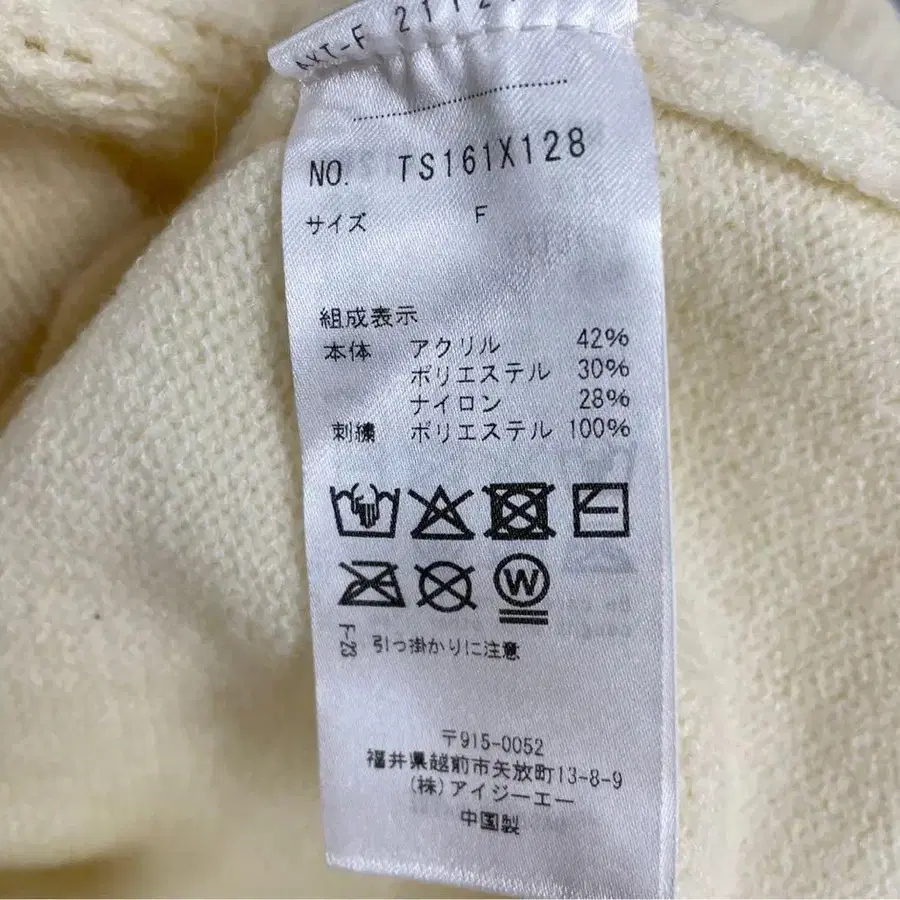 NO. TS161X128
サイズ F
組成表示
本体 アクリル 42%
ポリエステル 30%
ナイロン 28%
刺繍 ポリエステル 100%
W
F-23 引っ掛かりに注意
〒915-0052
福井県越前市矢放町13-8-9
(株)アイジーエー
中国製